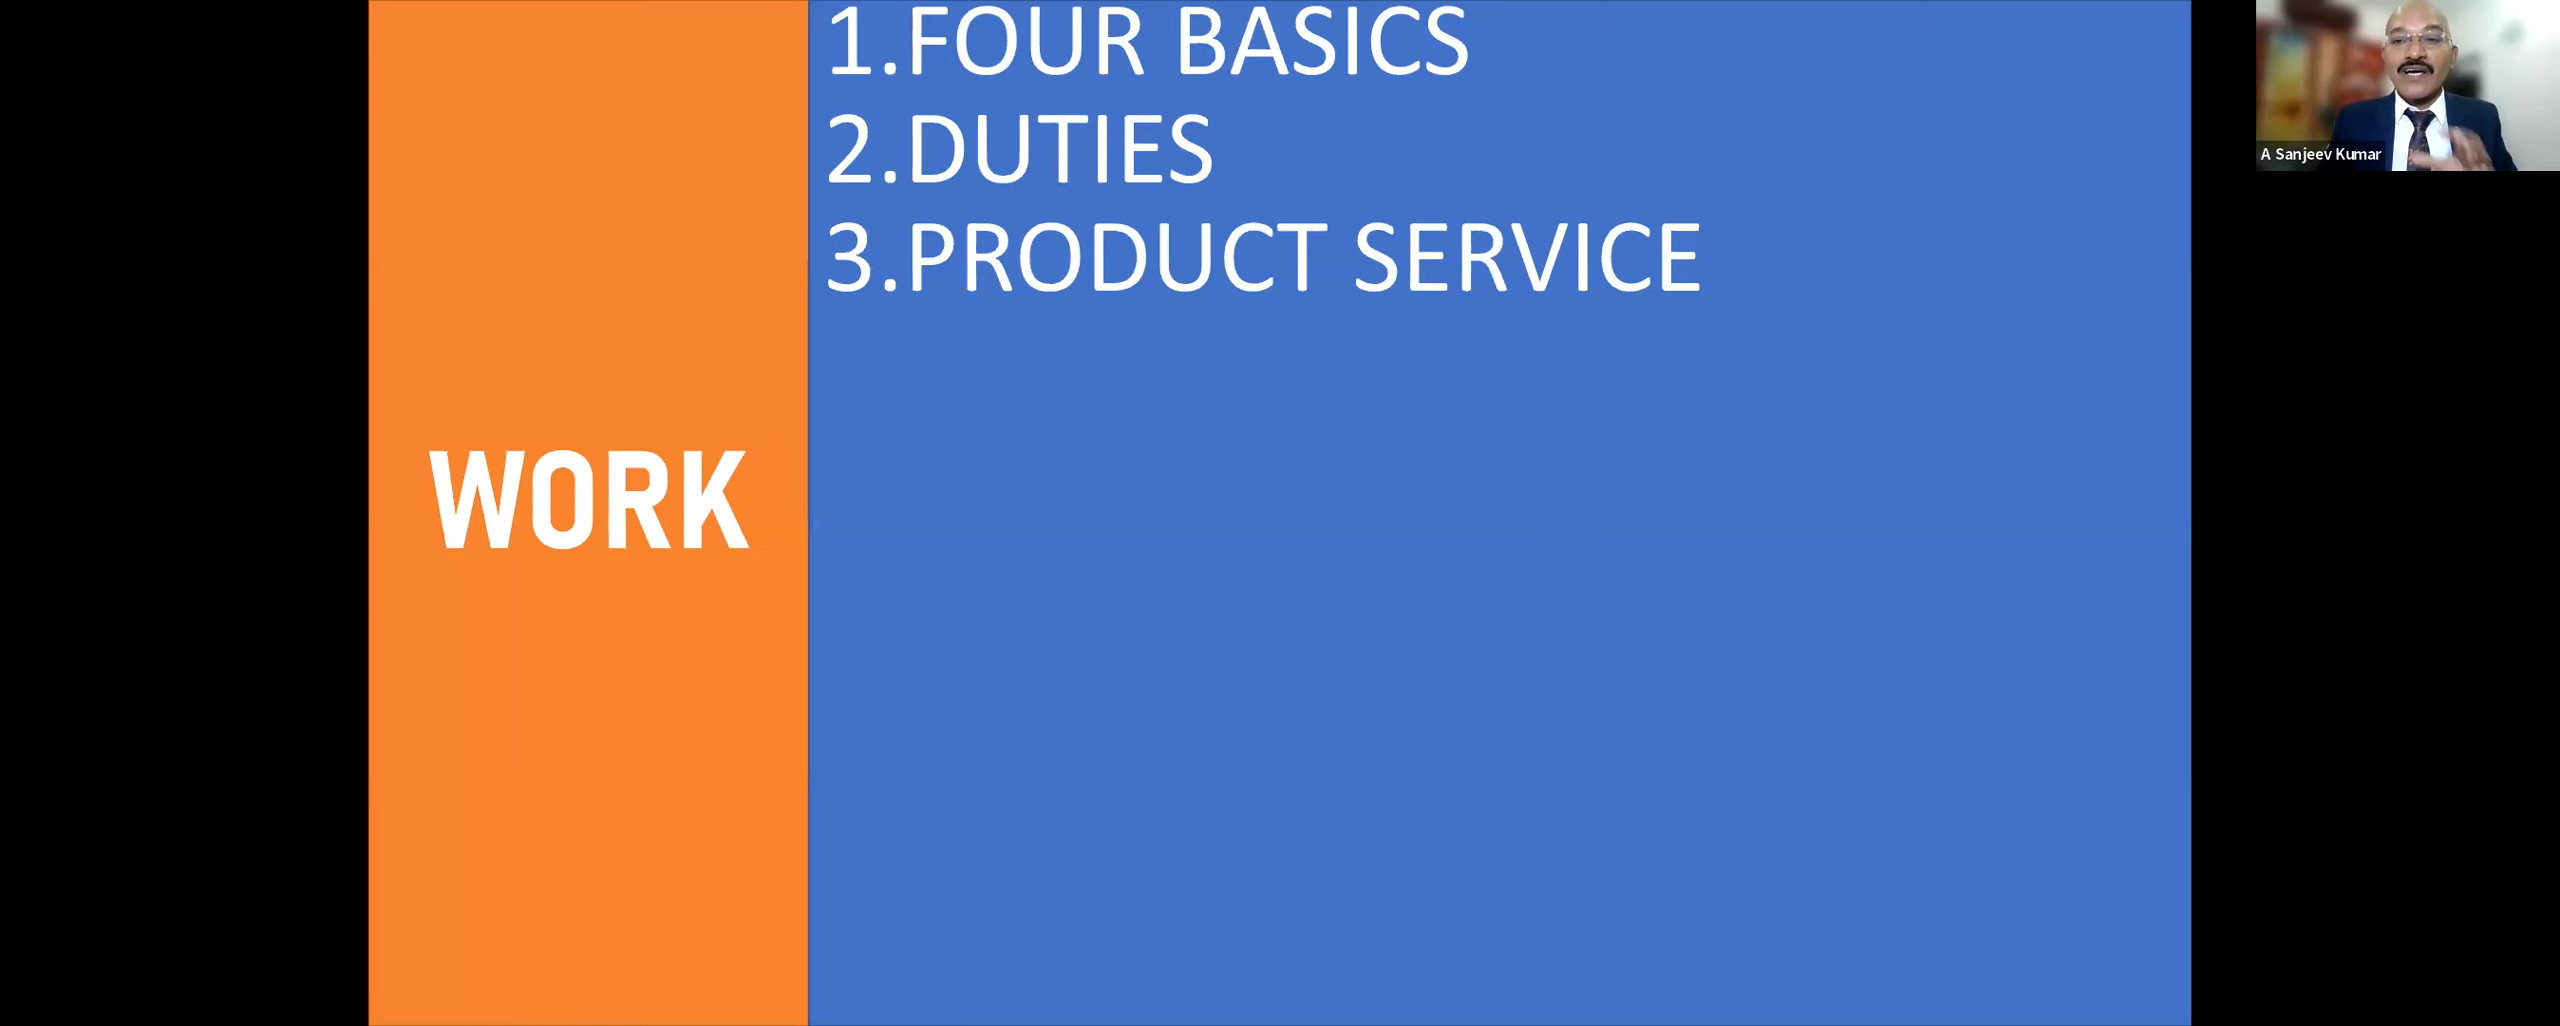 1.FOUR BASICS
2.DUTIES
3.PRODUCT SERVICE
WORK
A Sanjeev Kumar